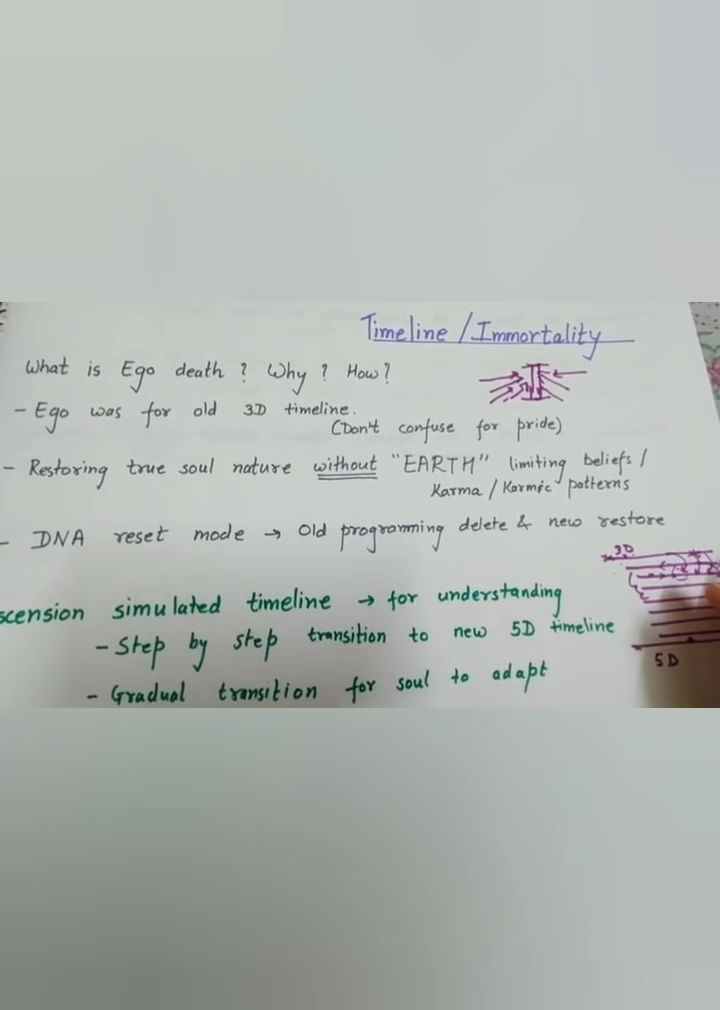 Timeline / Immortality
What is Ego death ? Why ? How?
- Ego was for old 3D timeline.
(Don't confuse for pride)
- Restoring true soul nature without "EARTH" limiting beliefs /
Karma / Karmic patterns
- DNA reset mode → Old programming delete & new restore
3D
scension simulated timeline → for understanding
- Step by step transition to new 5D timeline
5D
- Gradual transition for soul to adapt